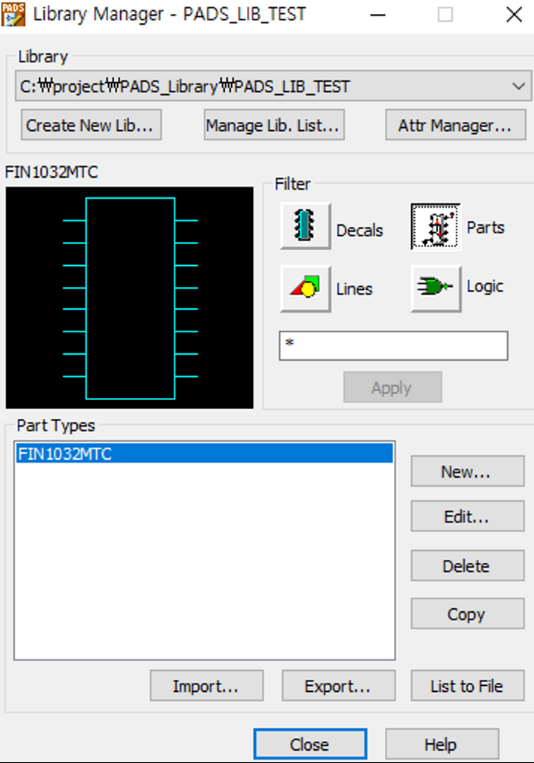 PADS
Library Manager - PADS_LIB_TEST
Library
C:₩project₩PADS_Library₩PADS_LIB_TEST
Create New Lib...
Manage Lib. List...
Attr Manager...
FIN1032MTC
Filter
Decals
Parts
Lines
Logic
*
Apply
Part Types
FIN1032MTC
New...
Edit...
Delete
Copy
Import...
Export...
List to File
Close
Help